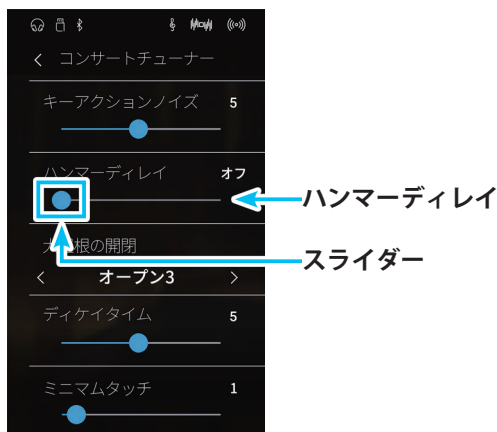 コンサートチューナー
キーアクションノイズ 5
ハンマーディレイ オフ
ハンマーディレイ
スライダー
根の開閉
オープン3
ディケイタイム 5
ミニマムタッチ 1